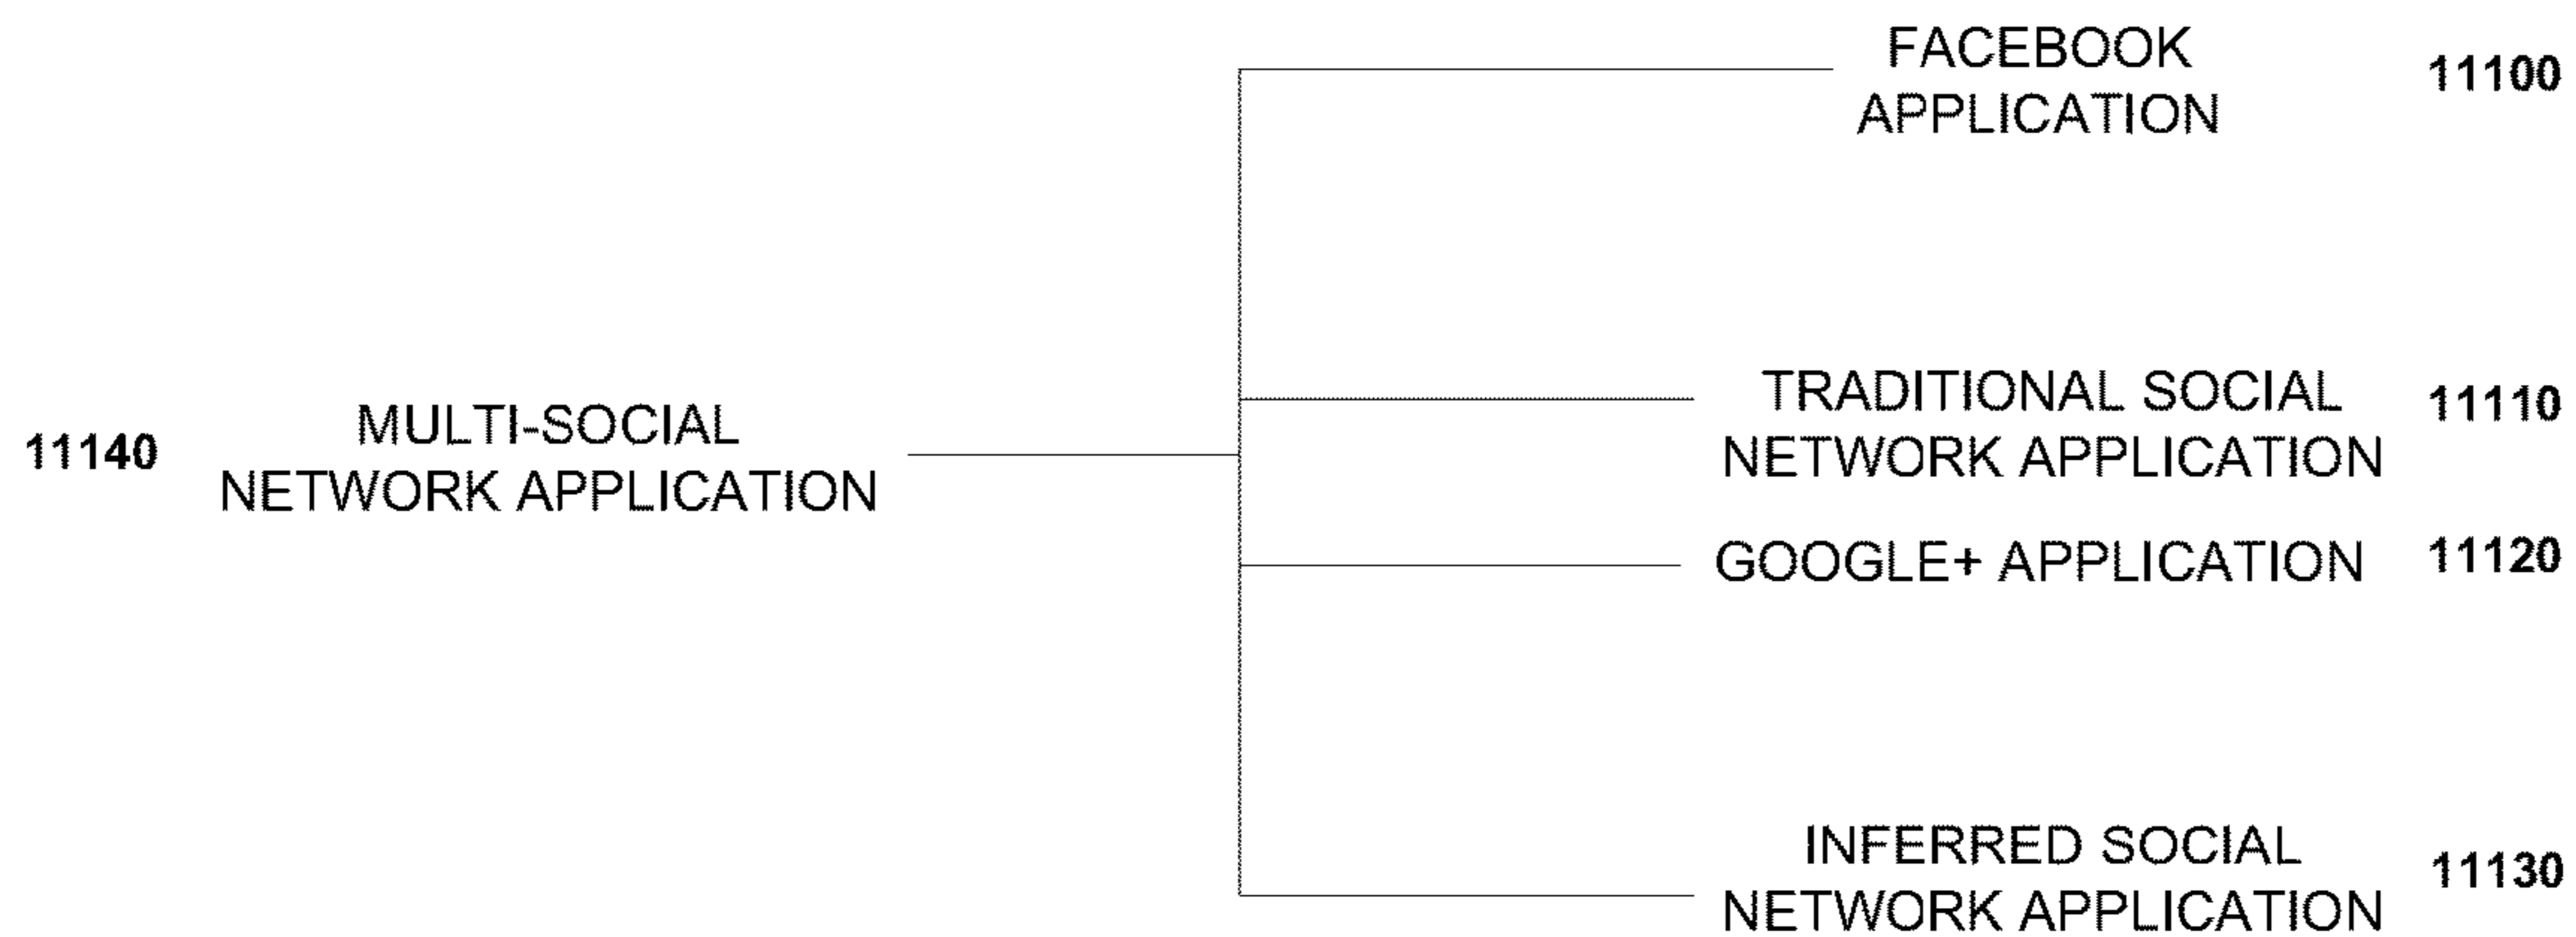 FACEBOOK
APPLICATION
11100
TRADITIONAL SOCIAL
NETWORK APPLICATION
11110
11140
MULTI-SOCIAL
NETWORK APPLICATION
GOOGLE+ APPLICATION
11120
INFERRED SOCIAL
NETWORK APPLICATION
11130